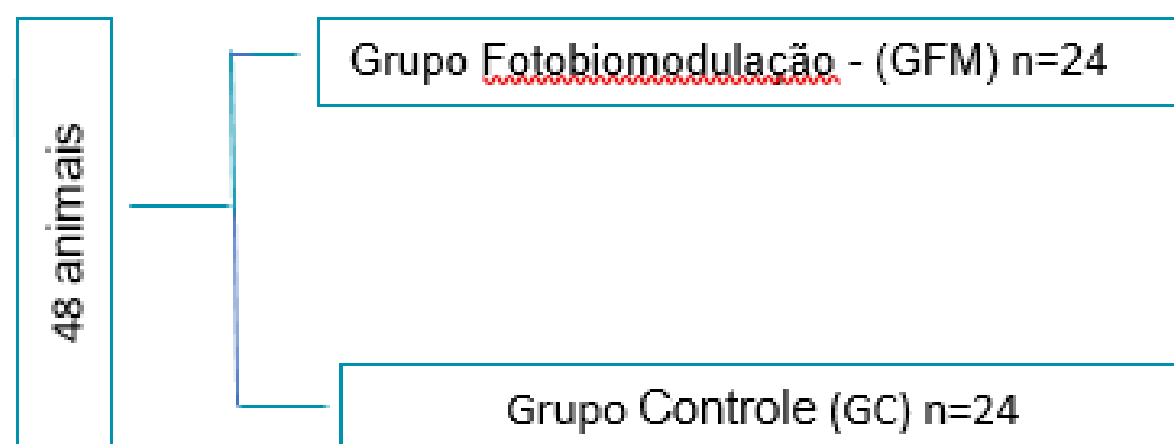 48 animais
Grupo Fotobiomodulação - (GFM) n=24
Grupo Controle (GC) n=24